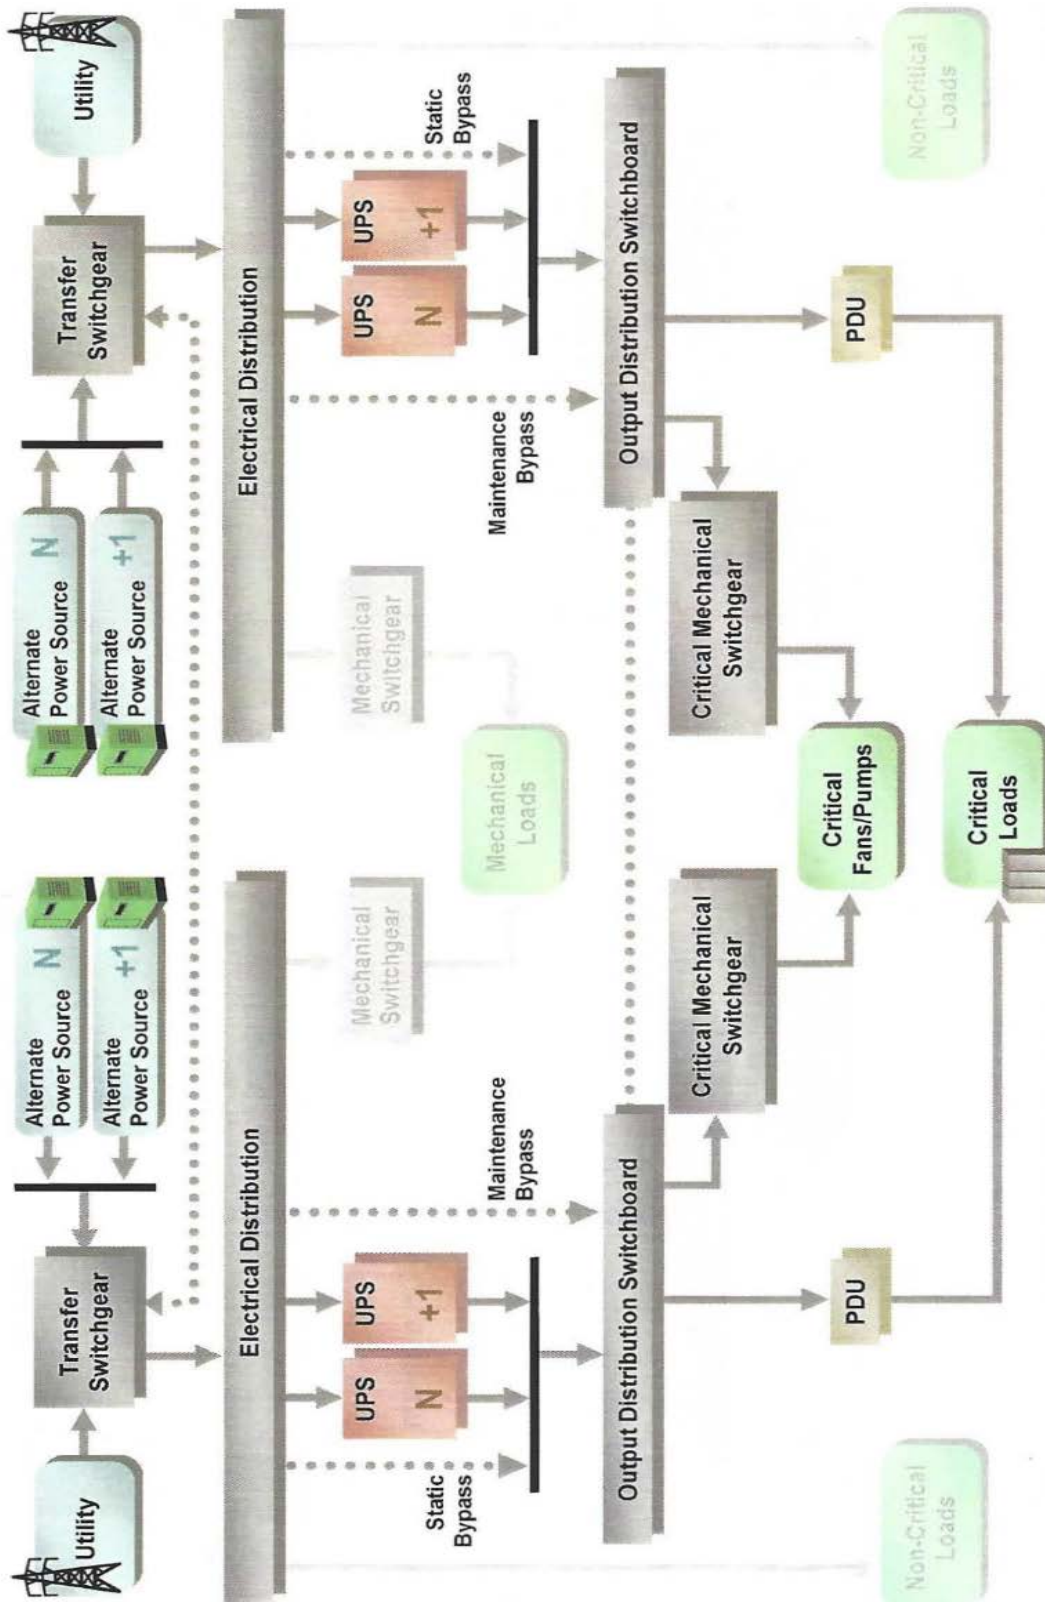 Utility
Transfer
Switchgear
Alternate
Power Source N
Alternate
Power Source +1
Alternate
Power Source N
Alternate
Power Source +1
Transfer
Switchgear
Utility
Electrical Distribution
Electrical Distribution
Static
Bypass
UPS
N
UPS
+1
Maintenance
Bypass
Mechanical
Switchgear
Mechanical
Loads
Mechanical
Switchgear
Maintenance
Bypass
UPS
N
UPS
+1
Static
Bypass
Output Distribution Switchboard
Output Distribution Switchboard
Critical Mechanical
Switchgear
Critical Mechanical
Switchgear
Non-Critical
Loads
PDU
Critical
Fans/Pumps
PDU
Non-Critical
Loads
Critical
Loads